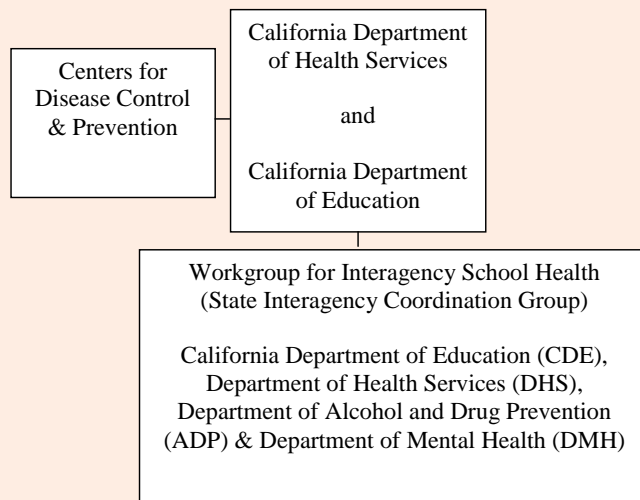 Centers for
Disease Control
& Prevention
California Department
of Health Services
and
California Department
of Education
Workgroup for Interagency School Health
(State Interagency Coordination Group)
California Department of Education (CDE),
Department of Health Services (DHS),
Department of Alcohol and Drug Prevention
(ADP) & Department of Mental Health (DMH)